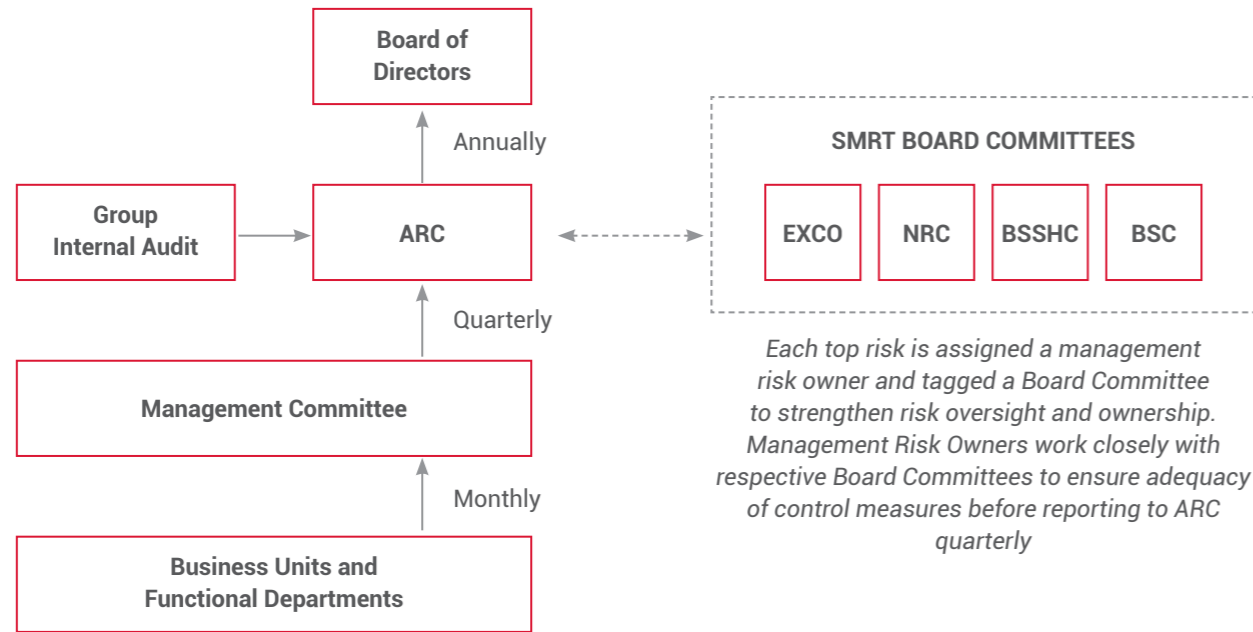 Board of
Directors
Annually
SMRT BOARD COMMITTEES
Group
Internal Audit
ARC
EXCO
NRC
BSSHC
BSC
Quarterly
Each top risk is assigned a management
risk owner and tagged a Board Committee
to strengthen risk oversight and ownership.
Management Risk Owners work closely with
respective Board Committees to ensure adequacy
of control measures before reporting to ARC
quarterly
Management Committee
Monthly
Business Units and
Functional Departments